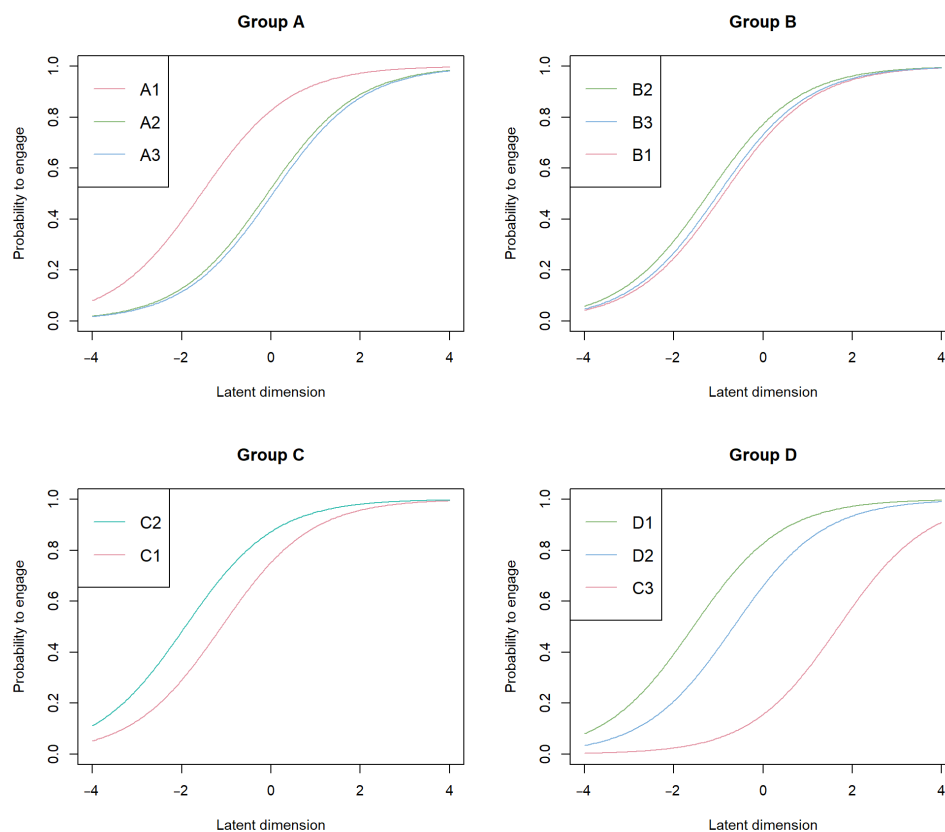 Group A
A1
A2
A3
Probability to engage
0.0 0.2 0.4 0.6 0.8 1.0
−4 −2 0 2 4
Latent dimension
Group B
B2
B3
B1
Probability to engage
0.0 0.2 0.4 0.6 0.8 1.0
−4 −2 0 2 4
Latent dimension
Group C
C2
C1
Probability to engage
0.0 0.2 0.4 0.6 0.8 1.0
−4 −2 0 2 4
Latent dimension
Group D
D1
D2
C3
Probability to engage
0.0 0.2 0.4 0.6 0.8 1.0
−4 −2 0 2 4
Latent dimension